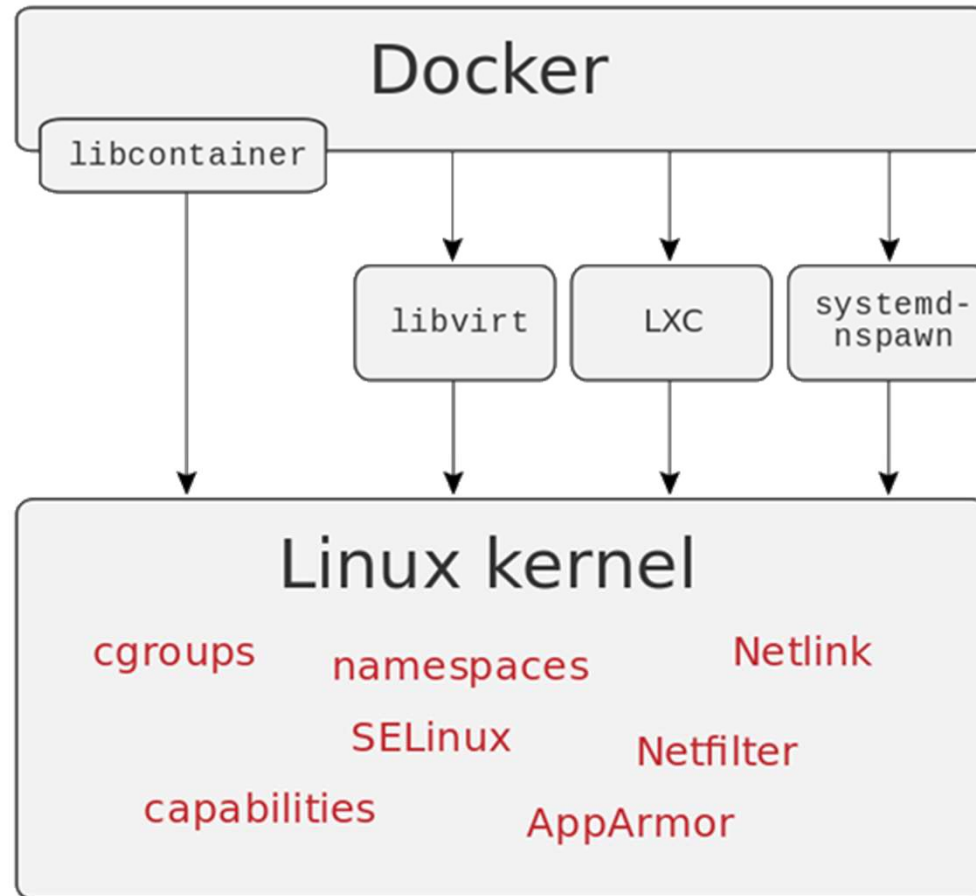 Docker
libcontainer
libvirt
LXC
systemd-
nspawn
Linux kernel
cgroups
namespaces
Netlink
SELinux
Netfilter
capabilities
AppArmor